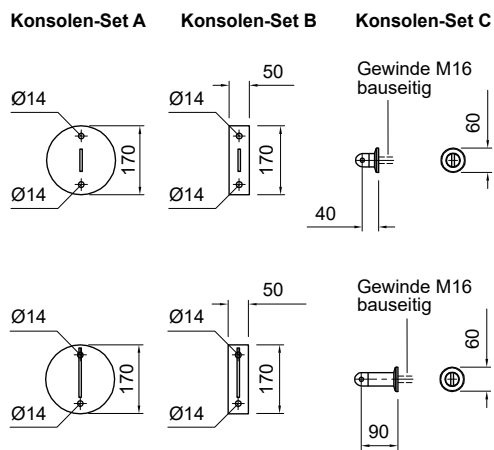 Konsolen-Set A
Konsolen-Set B
Konsolen-Set C
Ø14
Ø14
170
50
Ø14
Ø14
170
Gewinde M16
bauseitig
60
40
Ø14
Ø14
170
50
Ø14
Ø14
170
Gewinde M16
bauseitig
60
90